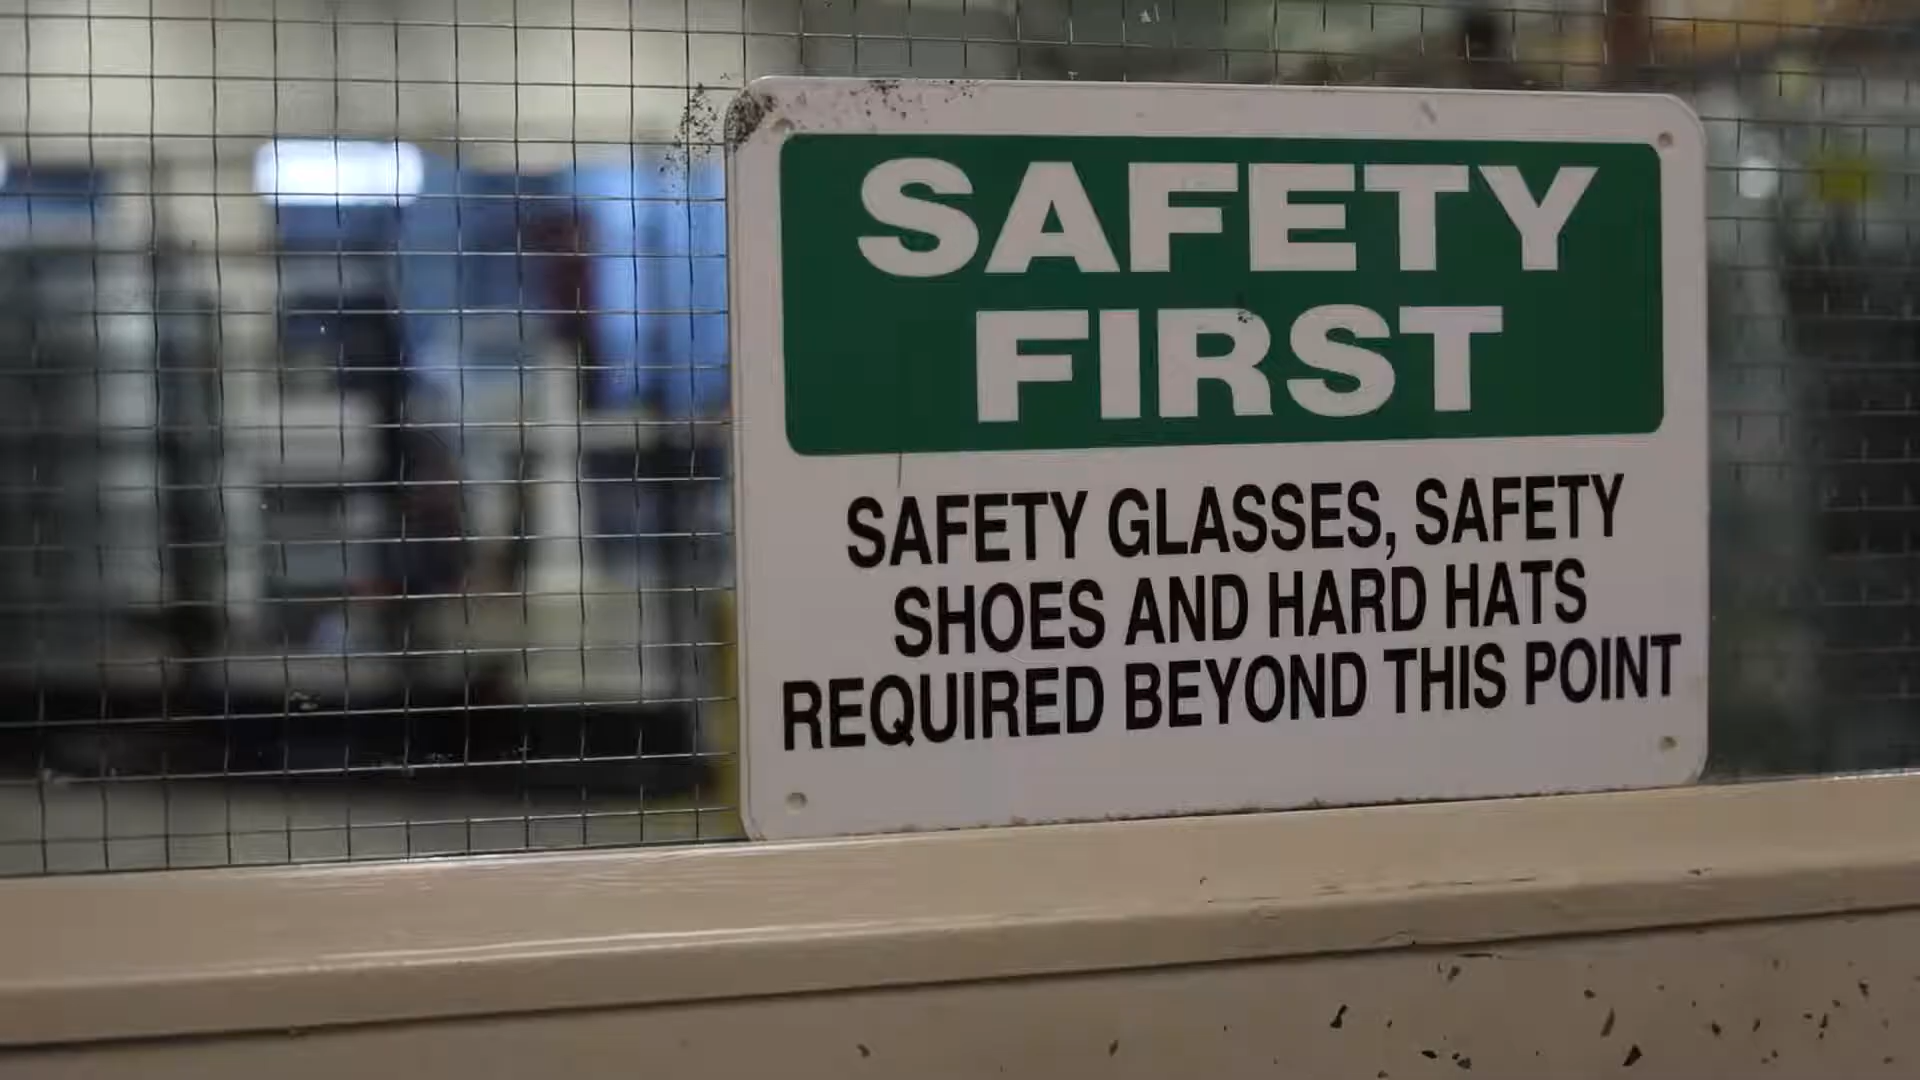 SAFETY
FIRST
SAFETY GLASSES, SAFETY
SHOES AND HARD HATS
REQUIRED BEYOND THIS POINT